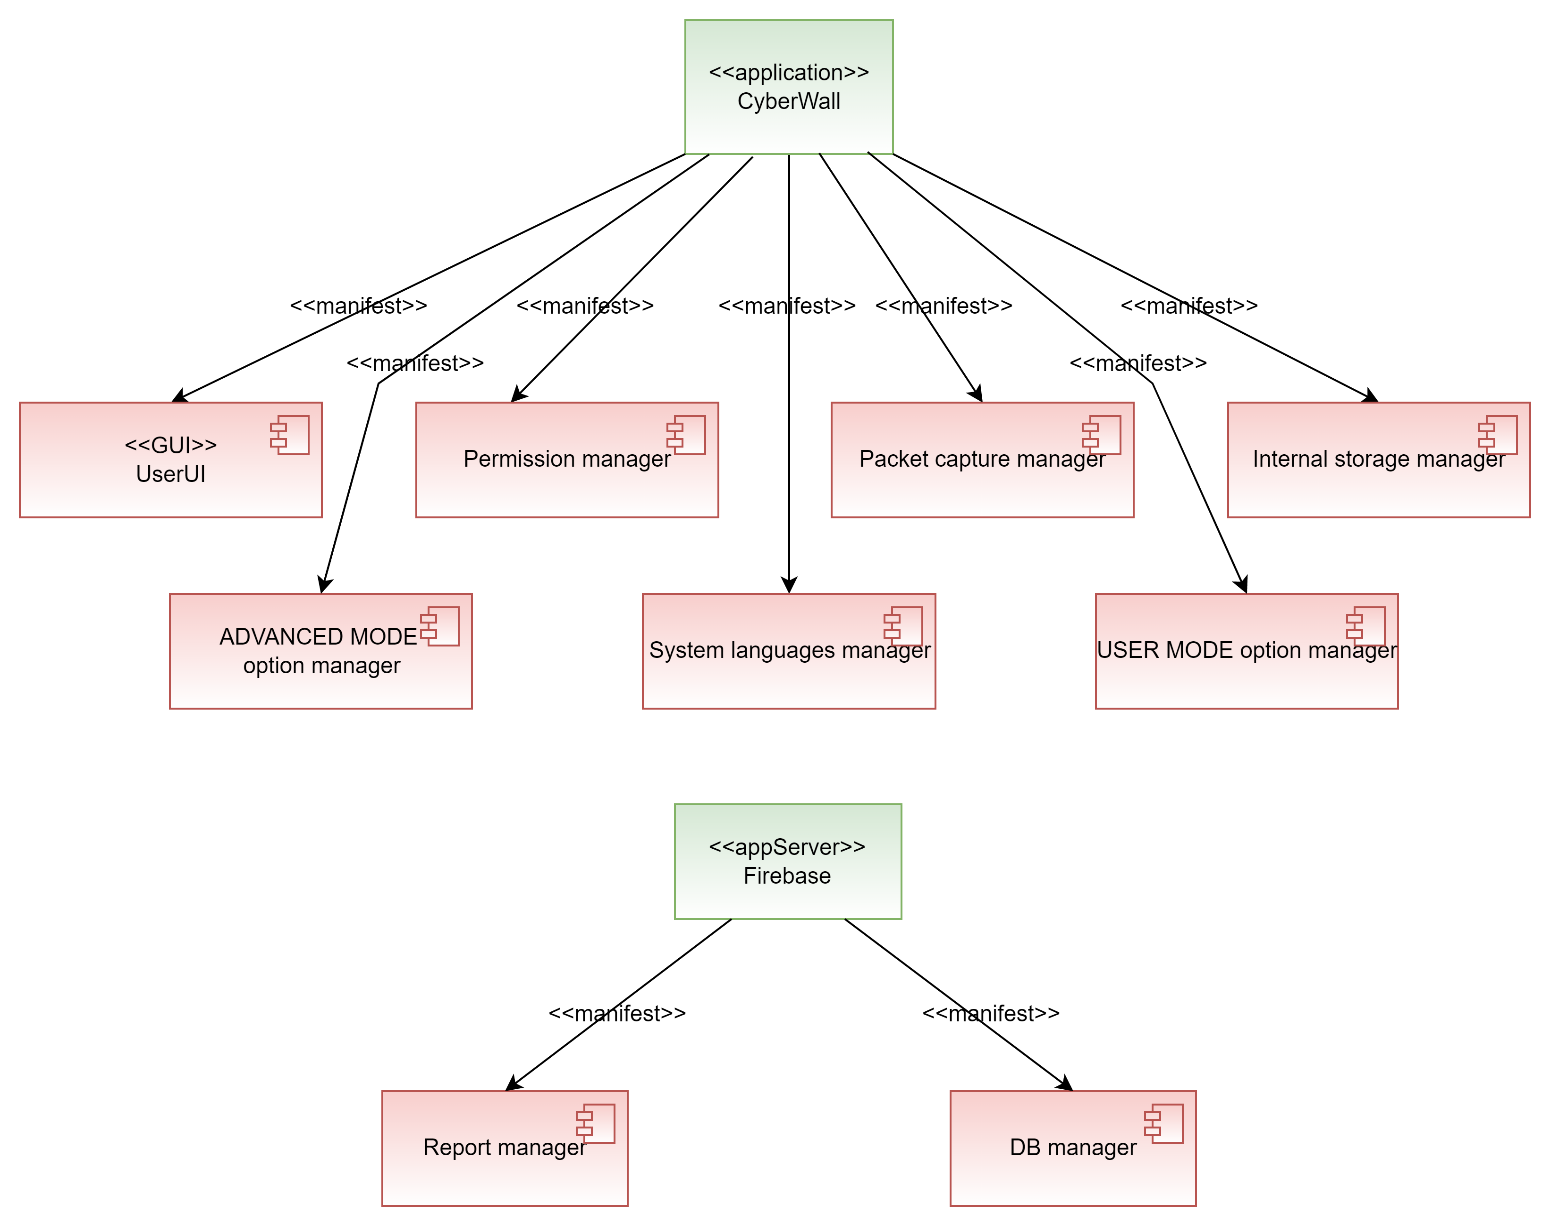 <<application>>
CyberWall
<<manifest>>
<<manifest>>
<<manifest>>
<<manifest>>
<<manifest>>
<<manifest>>
<<manifest>>
<<GUI>>
UserUI
Permission manager
Packet capture manager
Internal storage manager
ADVANCED MODE
option manager
System languages manager
USER MODE option manager
<<appServer>>
Firebase
<<manifest>>
<<manifest>>
Report manager
DB manager